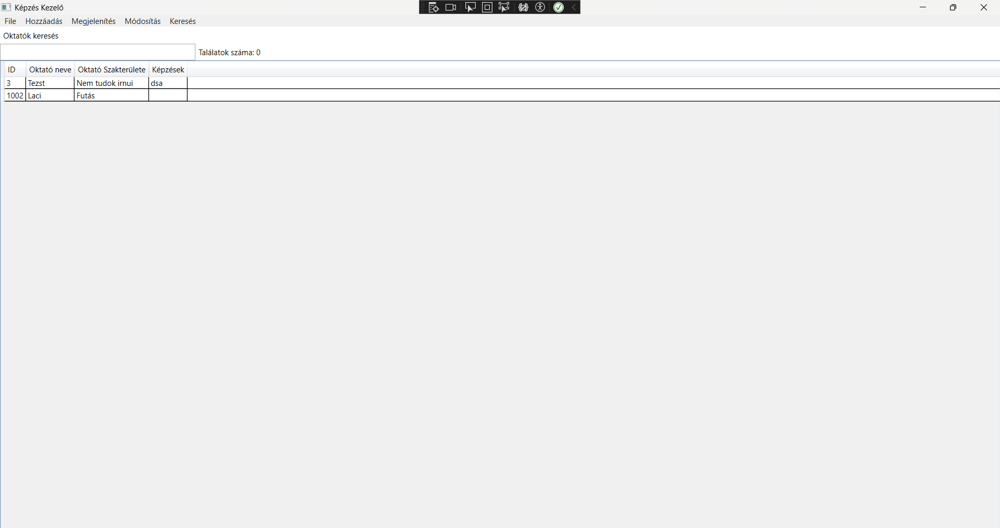 Képzés Kezelő
File Hozzáadás Megjelenítés Módosítás Keresés
Oktatók keresés
Találatok száma: 0
ID Oktató neve Oktató Szakterülete Képzések
3 Tezst Nem tudok irnui dsa
1002 Laci Futás